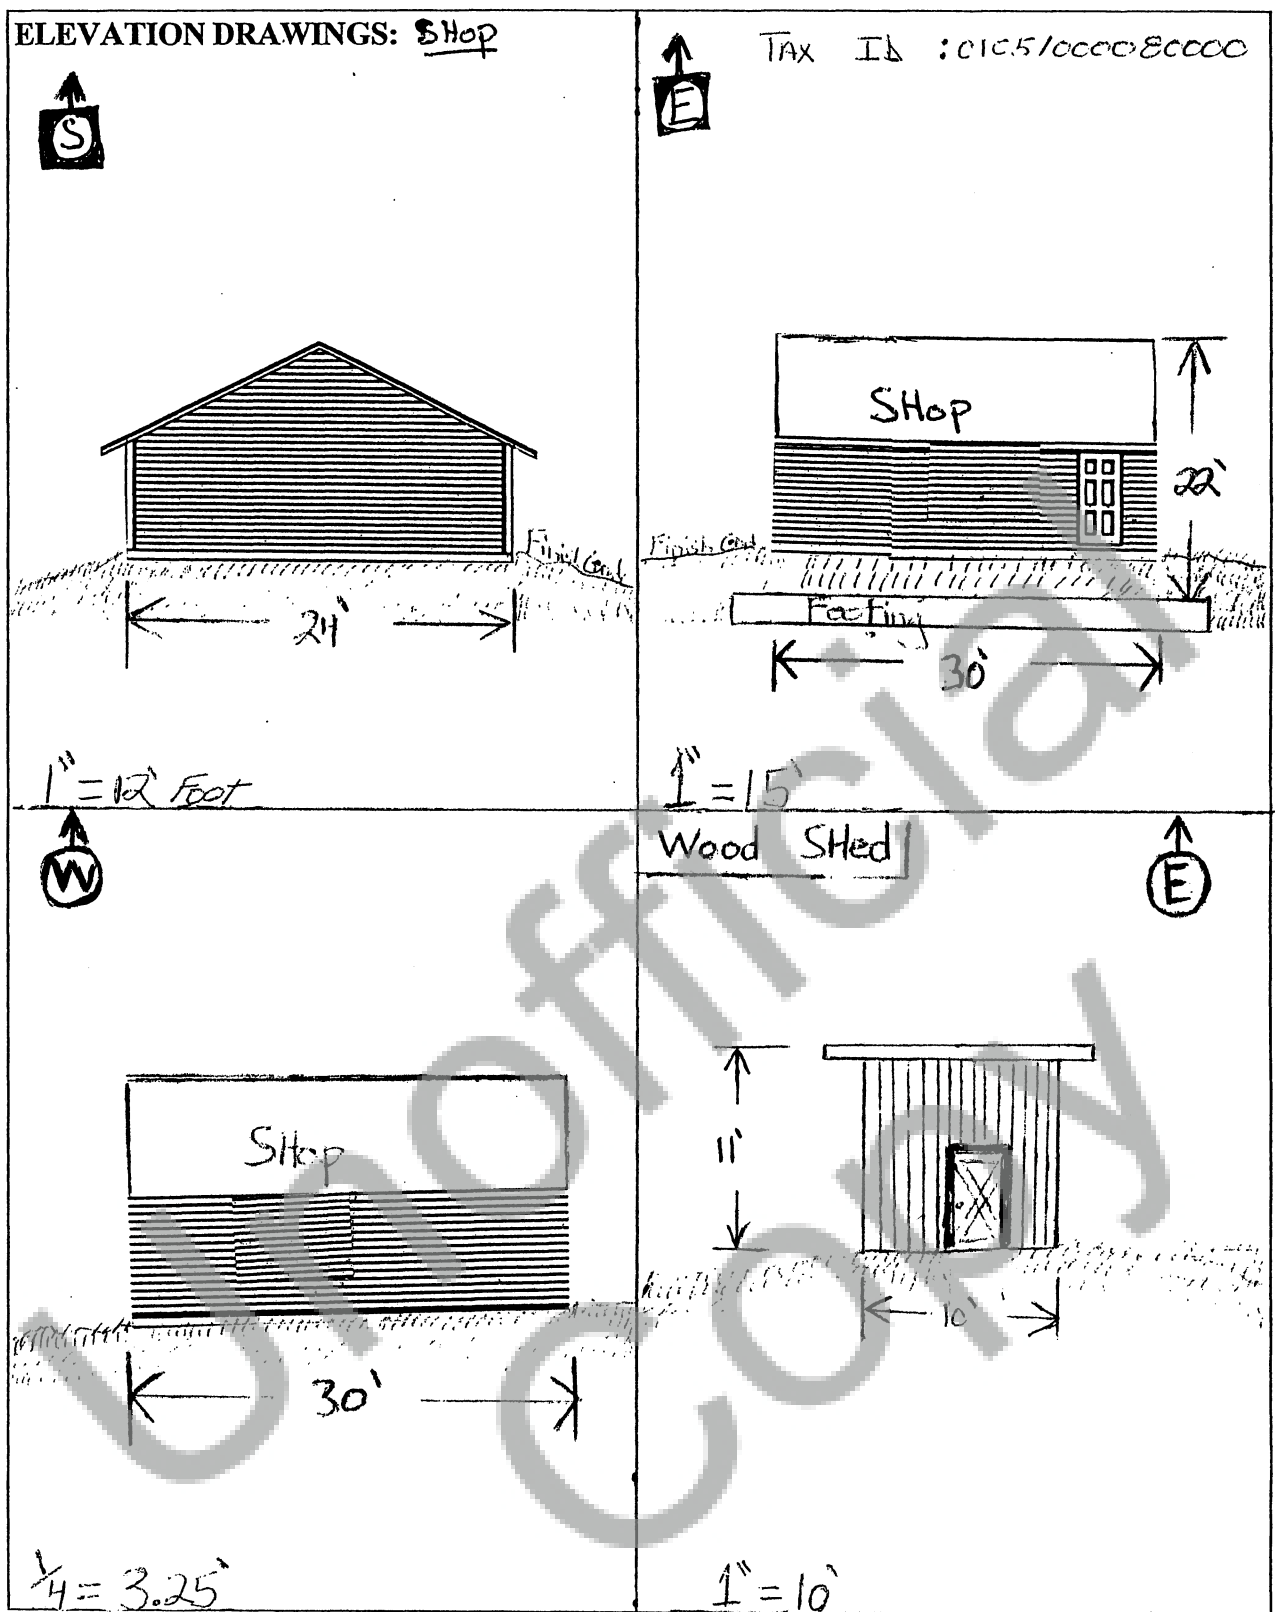 ELEVATION DRAWINGS: SHop
S
Finish Grd
24'
1" = 12' Foot
E
TAX ID :0105/0000080000
SHop
22'
Finish Grd
Footing
30'
1" = 15'
W
SHop
30'
1/4 = 3.25'
Wood SHed
E
11'
10'
1" = 10'
Unofficial
Copy